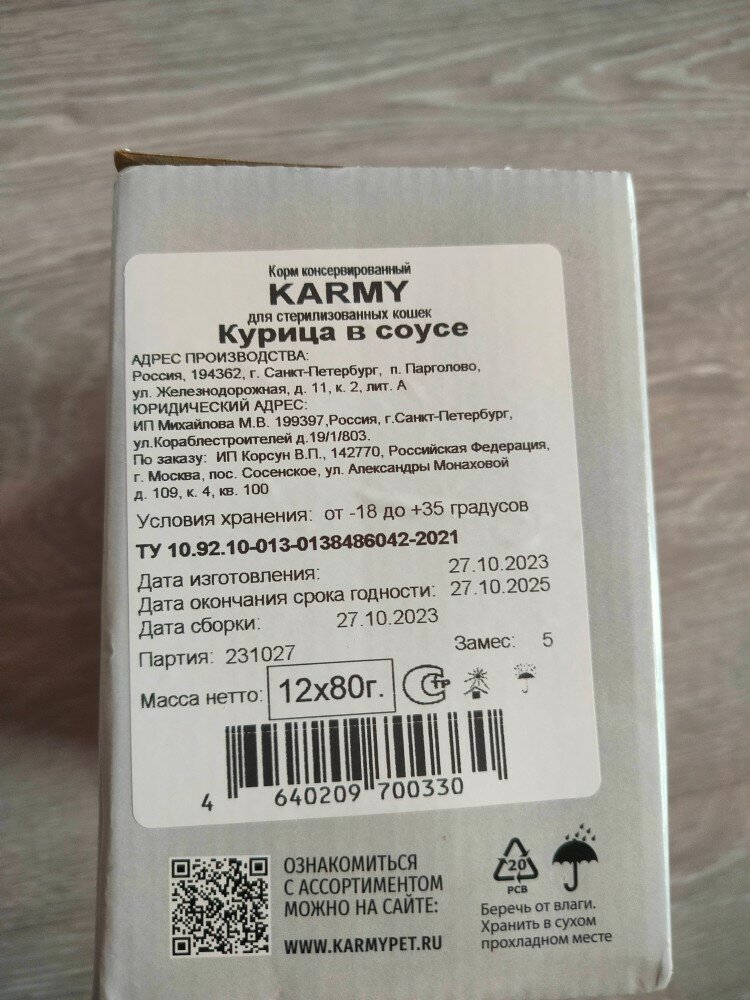 Корм консервированный
KARMY
для стерилизованных кошек
Курица в соусе
АДРЕС ПРОИЗВОДСТВА:
Россия, 194362, г. Санкт-Петербург, п. Парголово,
ул. Железнодорожная, д. 11, к. 2, лит. А
ЮРИДИЧЕСКИЙ АДРЕС:
ИП Михайлова М.В. 199397,Россия, г.Санкт-Петербург,
ул.Кораблестроителей д.19/1/803.
По заказу: ИП Корсун В.П., 142770, Российская Федерация,
г. Москва, пос. Сосенское, ул. Александры Монаховой
д. 109, к. 4, кв. 100
Условия хранения: от -18 до +35 градусов
ТУ 10.92.10-013-0138486042-2021
Дата изготовления: 27.10.2023
Дата окончания срока годности: 27.10.2025
Дата сборки: 27.10.2023
Партия: 231027 Замес: 5
Масса нетто: 12х80г. СТР
4 640209 700330
ОЗНАКОМИТЬСЯ
С АССОРТИМЕНТОМ
МОЖНО НА САЙТЕ:
WWW.KARMYPET.RU
20
PCB
Беречь от влаги.
Хранить в сухом
прохладном месте